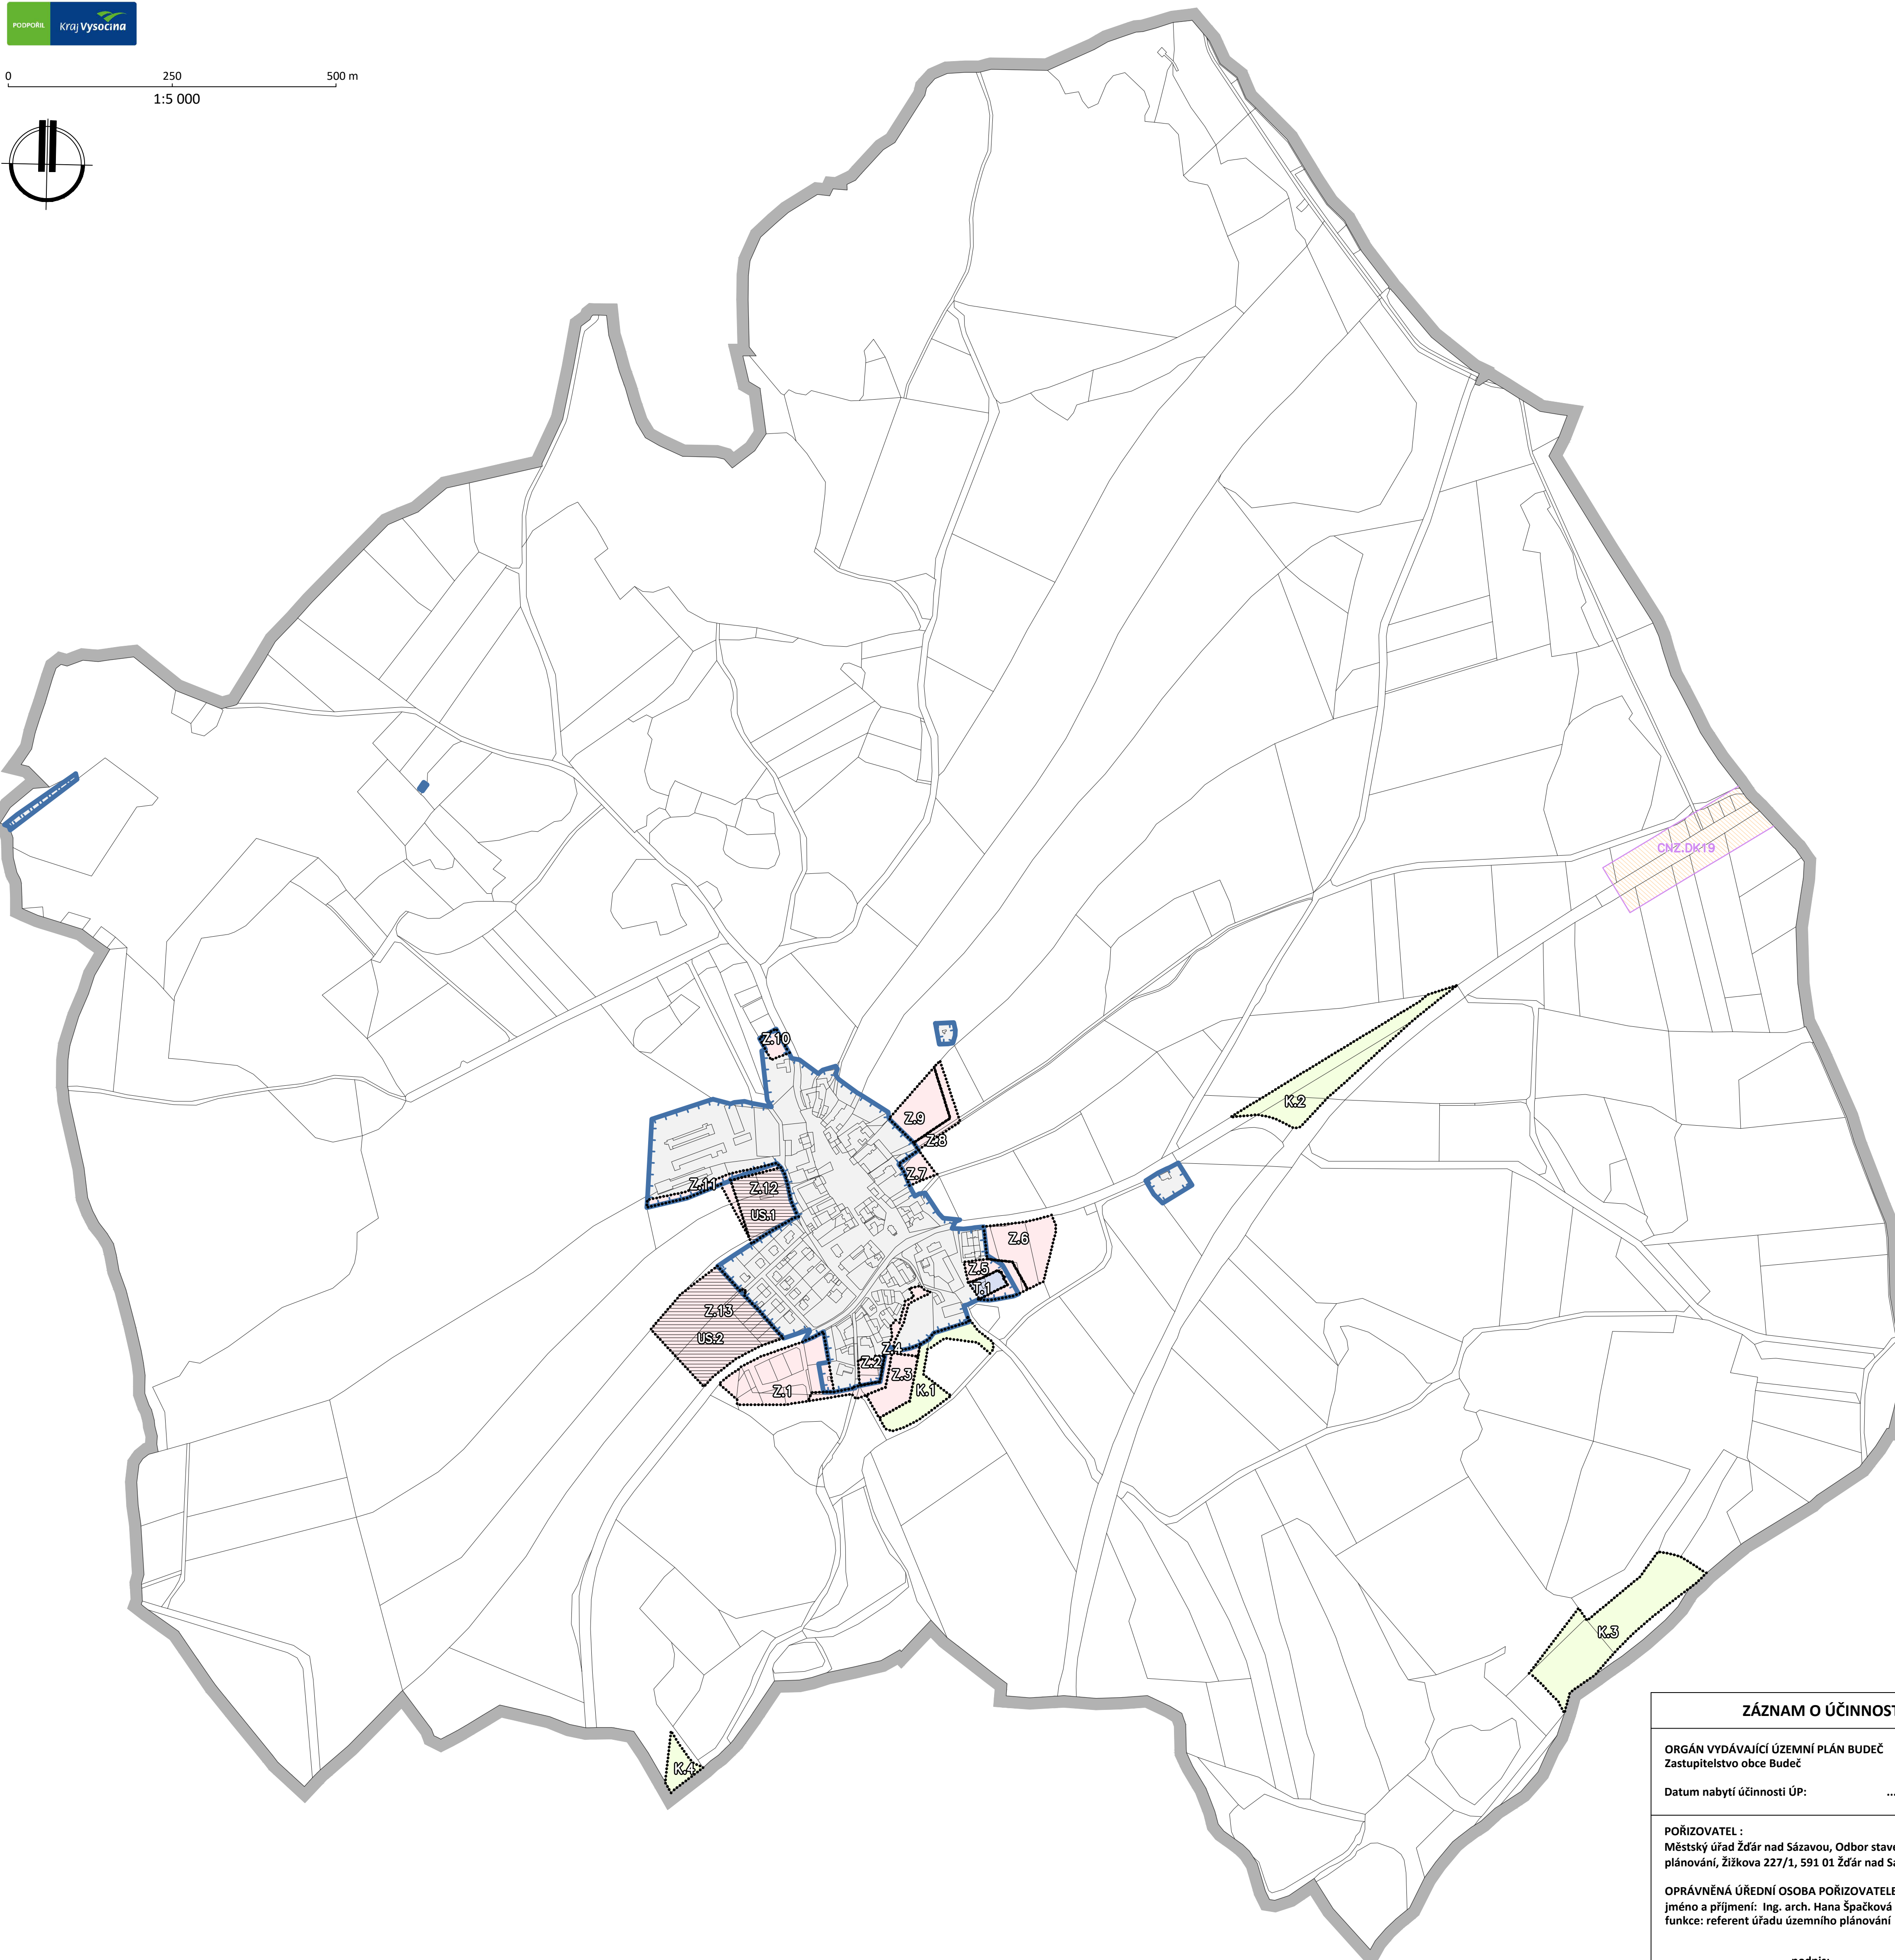 PODPOŘIL
Kraj Vysočina
0 250 500 m
1:5 000
CNZ.DK19
Z.10
K.2
Z.9
Z.8
Z.7
Z.11
Z.12
US.1
Z.6
Z.5
T.1
Z.13
US.2
Z.4
Z.2
Z.3
Z.1
K.1
K.3
K.4
ZÁZNAM O ÚČINNOST
ORGÁN VYDÁVAJÍCÍ ÚZEMNÍ PLÁN BUDEČ
Zastupitelstvo obce Budeč
Datum nabytí účinnosti ÚP: ...
POŘIZOVATEL :
Městský úřad Žďár nad Sázavou, Odbor stave
plánování, Žižkova 227/1, 591 01 Žďár nad Sá
OPRÁVNĚNÁ ÚŘEDNÍ OSOBA POŘIZOVATELE
jméno a příjmení: Ing. arch. Hana Špačková
funkce: referent úřadu územního plánování